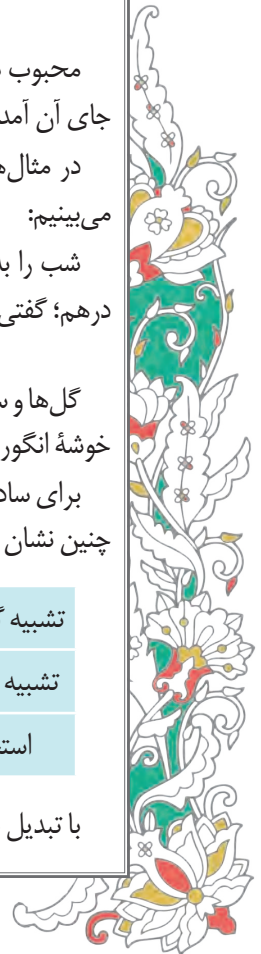 محبوب
جای آن آمد
در مثال‌ه
می‌بینیم:
شب را به
درهم؛ گفتی
گل‌ها و س
خوشهٔ انگور
برای ساد
چنین نشان
تشبیه گ
تشبیه
است
با تبدیل